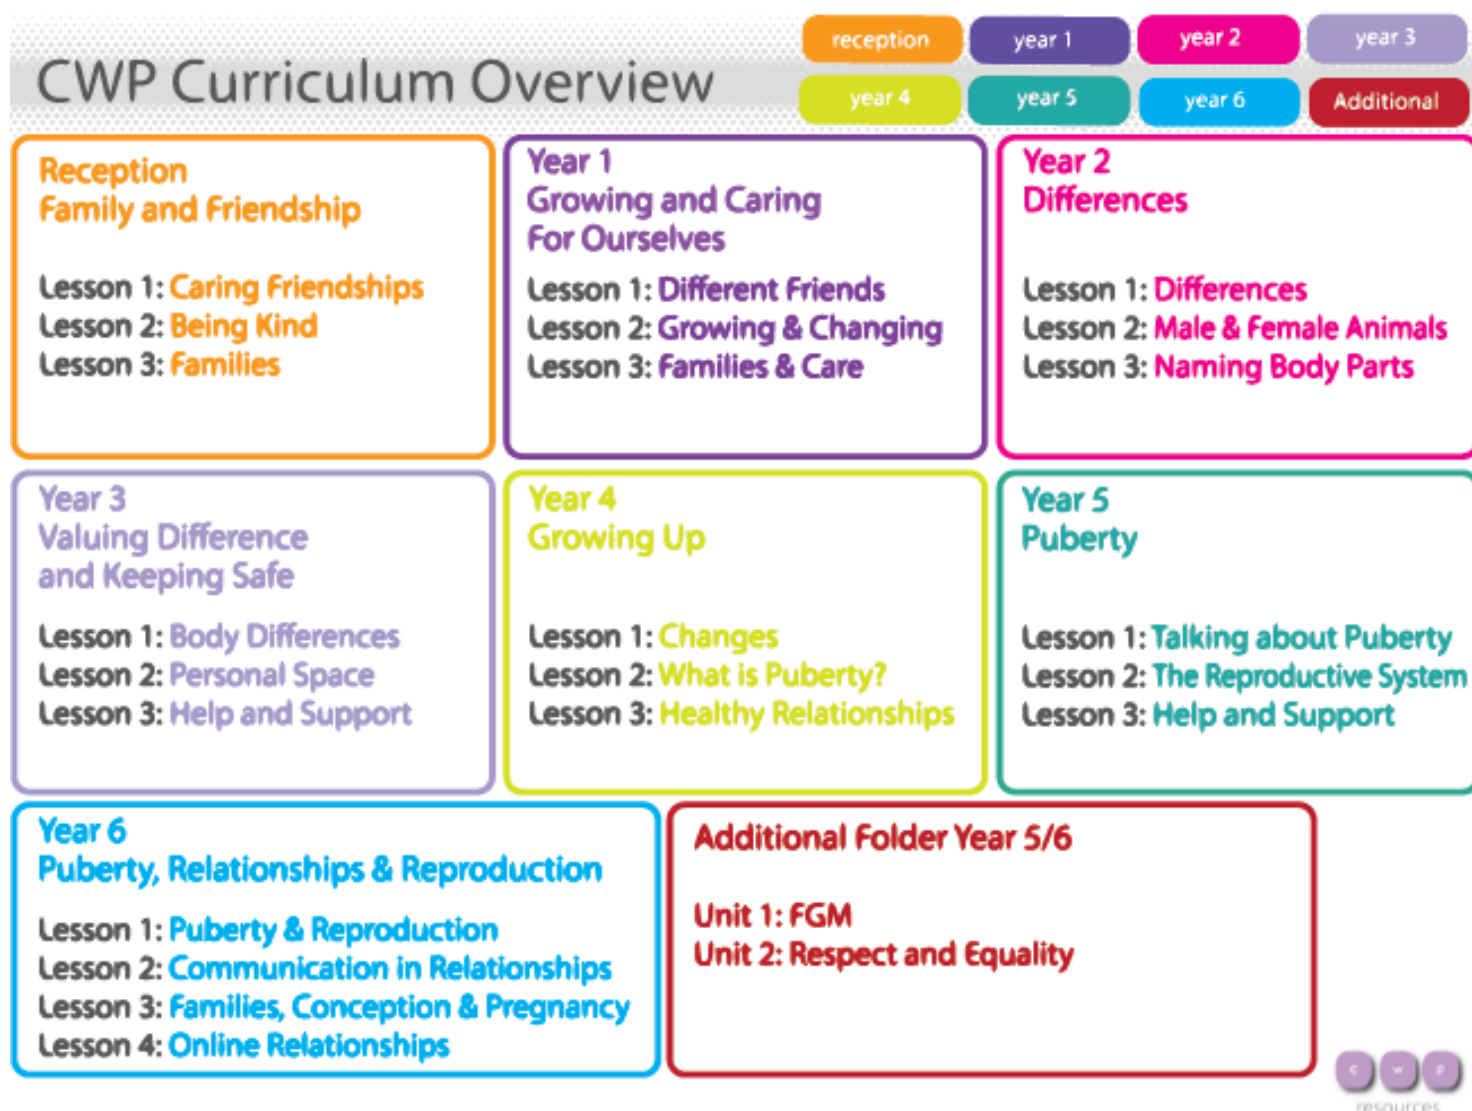 CWP Curriculum Overview
reception
year 1
year 2
year 3
year 4
year 5
year 6
Additional
Reception
Family and Friendship
Lesson 1: Caring Friendships
Lesson 2: Being Kind
Lesson 3: Families
Year 1
Growing and Caring
For Ourselves
Lesson 1: Different Friends
Lesson 2: Growing & Changing
Lesson 3: Families & Care
Year 2
Differences
Lesson 1: Differences
Lesson 2: Male & Female Animals
Lesson 3: Naming Body Parts
Year 3
Valuing Difference
and Keeping Safe
Lesson 1: Body Differences
Lesson 2: Personal Space
Lesson 3: Help and Support
Year 4
Growing Up
Lesson 1: Changes
Lesson 2: What is Puberty?
Lesson 3: Healthy Relationships
Year 5
Puberty
Lesson 1: Talking about Puberty
Lesson 2: The Reproductive System
Lesson 3: Help and Support
Year 6
Puberty, Relationships & Reproduction
Lesson 1: Puberty & Reproduction
Lesson 2: Communication in Relationships
Lesson 3: Families, Conception & Pregnancy
Lesson 4: Online Relationships
Additional Folder Year 5/6
Unit 1: FGM
Unit 2: Respect and Equality
c w p
resources